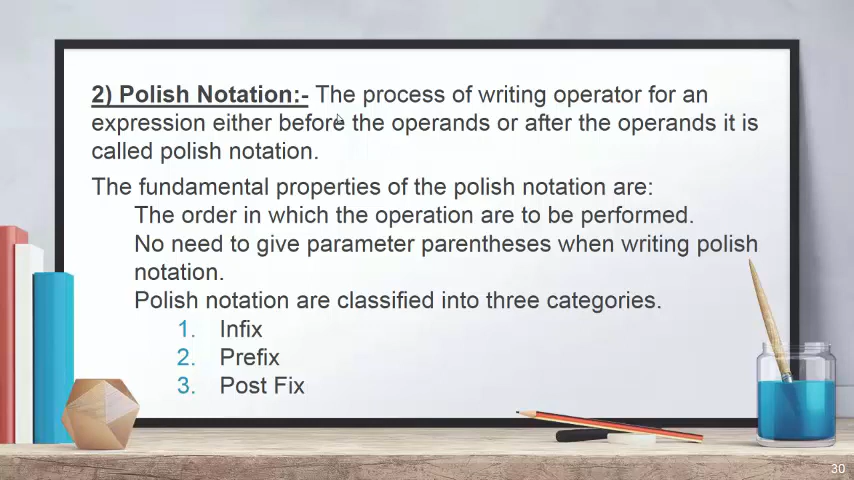 2) Polish Notation:- The process of writing operator for an
expression either before the operands or after the operands it is
called polish notation.
The fundamental properties of the polish notation are:
The order in which the operation are to be performed.
No need to give parameter parentheses when writing polish
notation.
Polish notation are classified into three categories.
1. Infix
2. Prefix
3. Post Fix
30